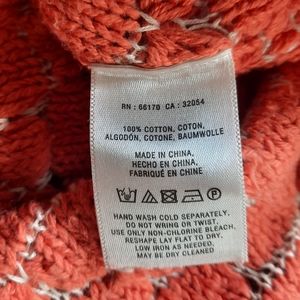 RN : 66170 CA : 32054
100% COTTON, COTON,
ALGODÓN, COTONE, BAUMWOLLE
MADE IN CHINA,
HECHO EN CHINA,
FABRIQUÉ EN CHINE
HAND WASH COLD SEPARATELY,
DO NOT WRING OR TWIST,
USE ONLY NON-CHLORINE BLEACH,
RESHAPE LAY FLAT TO DRY.
LOW IRON AS NEEDED,
MAY BE DRY CLEANED.